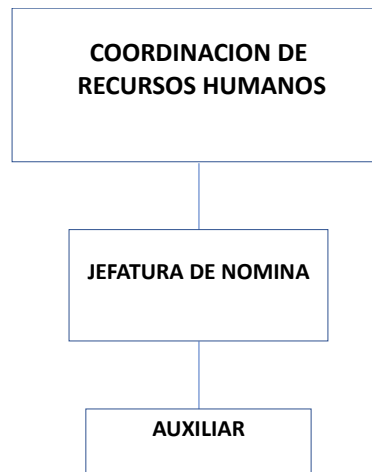 COORDINACION DE
RECURSOS HUMANOS
JEFATURA DE NOMINA
AUXILIAR